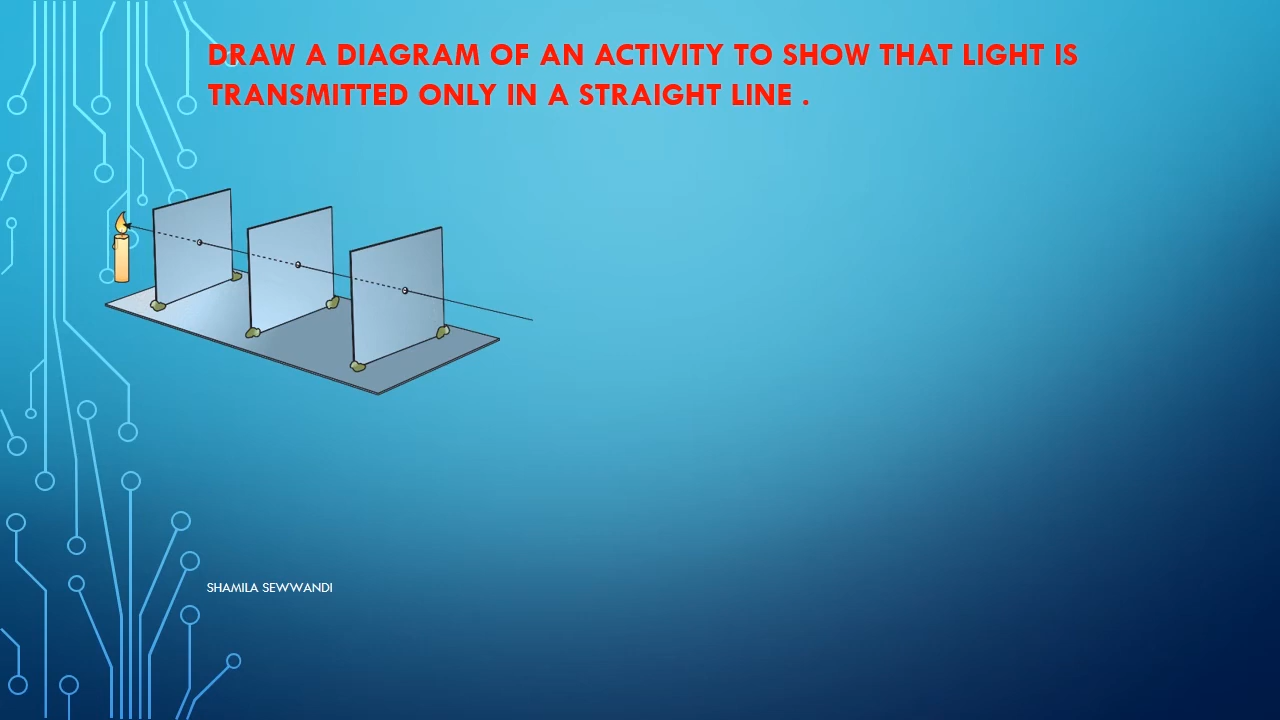 DRAW A DIAGRAM OF AN ACTIVITY TO SHOW THAT LIGHT IS
TRANSMITTED ONLY IN A STRAIGHT LINE .
SHAMILA SEWWANDI